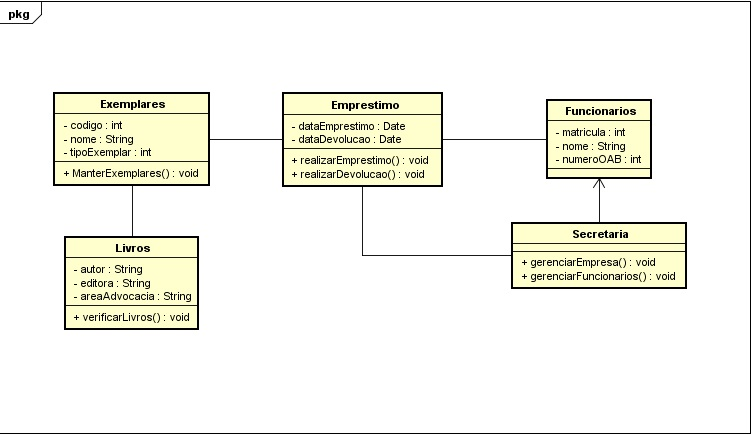 pkg
Exemplares
- codigo : int
- nome : String
- tipoExemplar : int
+ ManterExemplares() : void
Emprestimo
- dataEmprestimo : Date
- dataDevolucao : Date
+ realizarEmprestimo() : void
+ realizarDevolucao() : void
Funcionarios
- matricula : int
- nome : String
- numeroOAB : int
Livros
- autor : String
- editora : String
- areaAdvocacia : String
+ verificarLivros() : void
Secretaria
+ gerenciarEmpresa() : void
+ gerenciarFuncionarios() : void